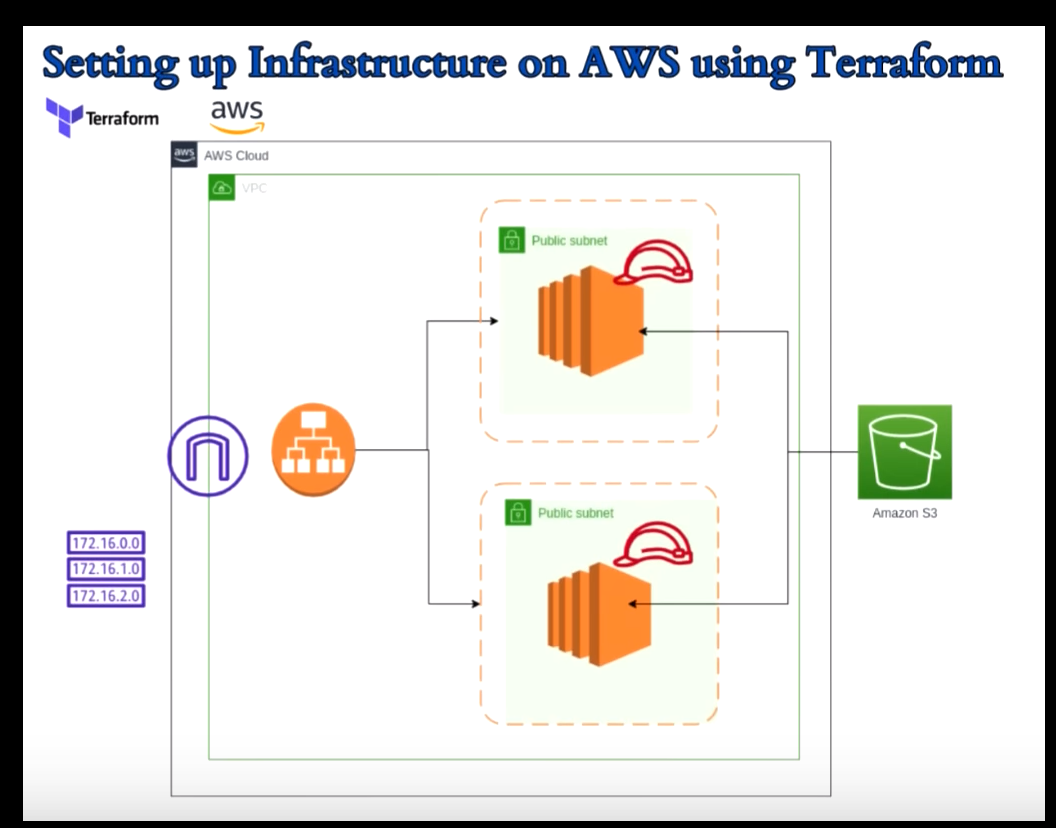 Setting up Infrastructure on AWS using Terraform
Terraform
aws
aws
AWS Cloud
VPC
Public subnet
Public subnet
Amazon S3
172.16.0.0
172.16.1.0
172.16.2.0